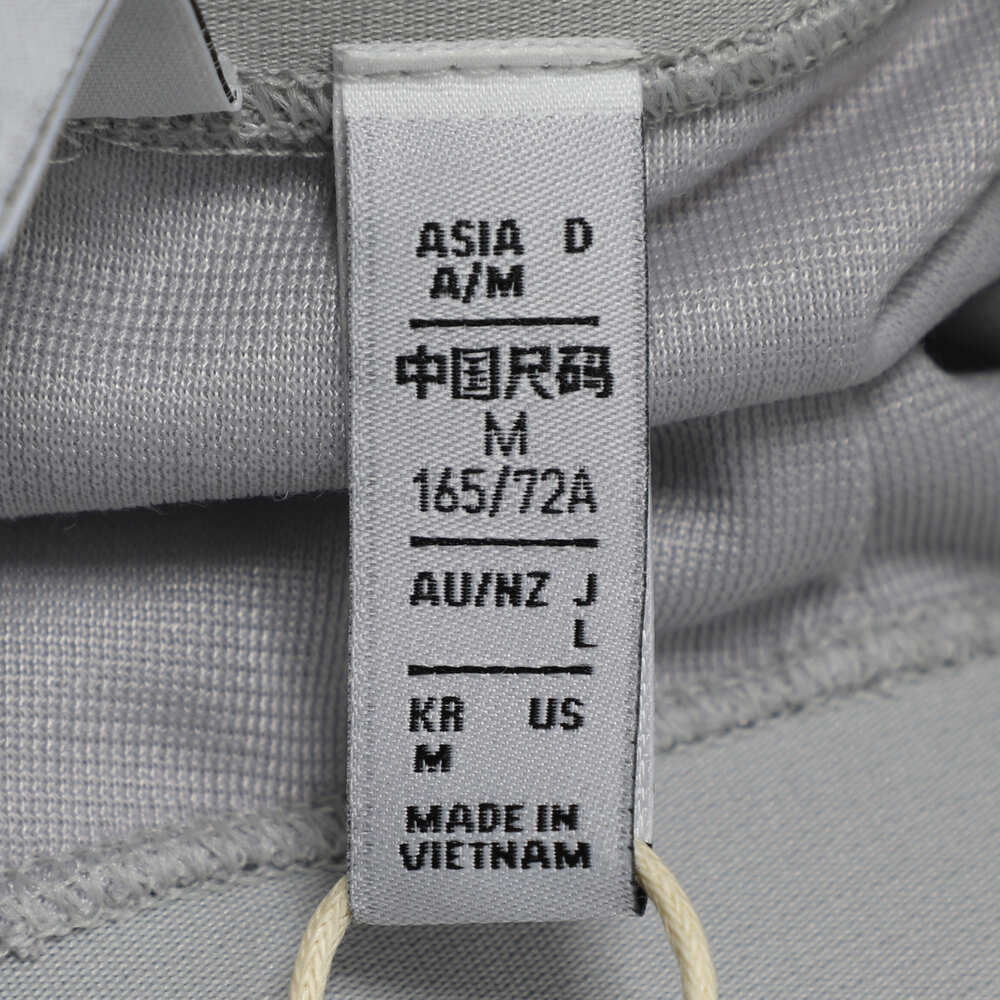 ASIA D
A/M
中国尺码
M
165/72A
AU/NZ J
L
KR US
M
MADE IN
VIETNAM